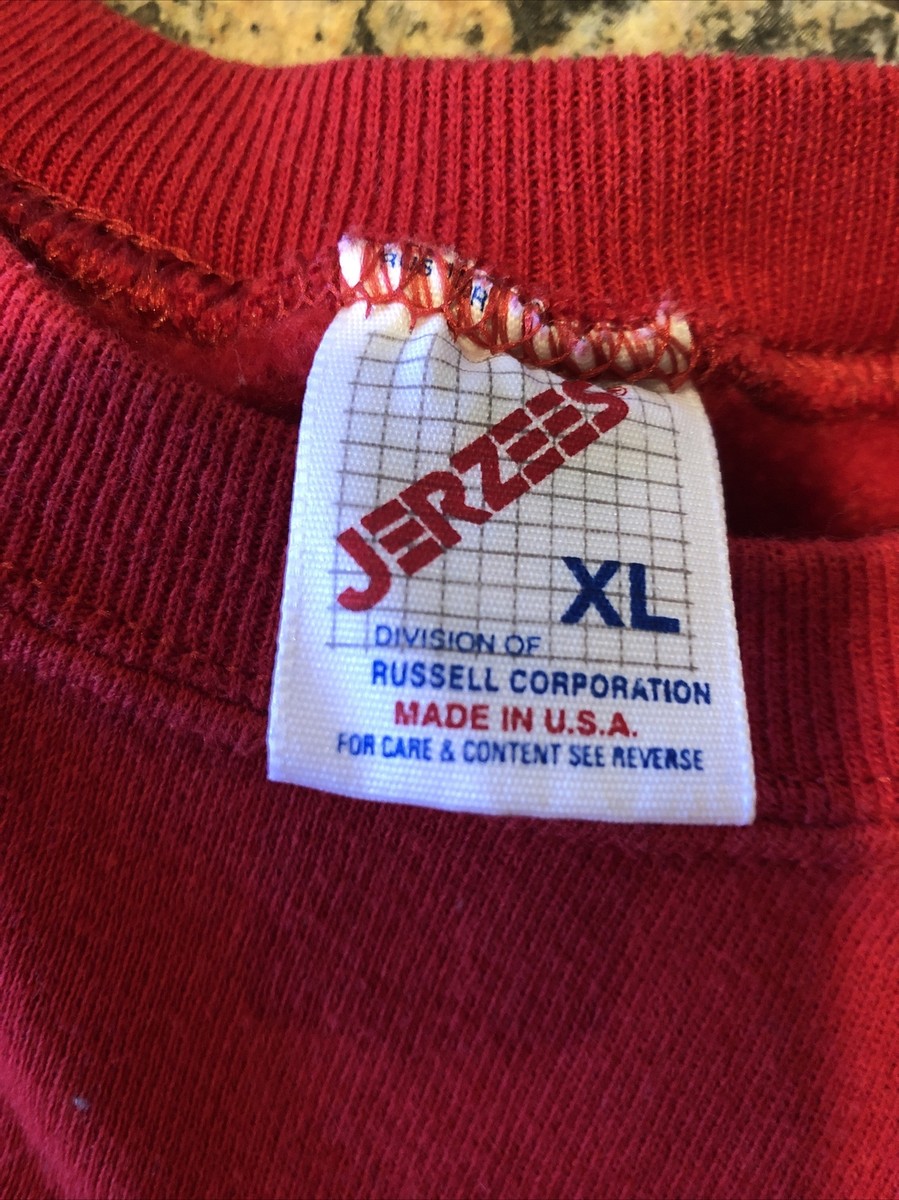 JERZEES®
XL
DIVISION OF
RUSSELL CORPORATION
MADE IN U.S.A.
FOR CARE & CONTENT SEE REVERSE